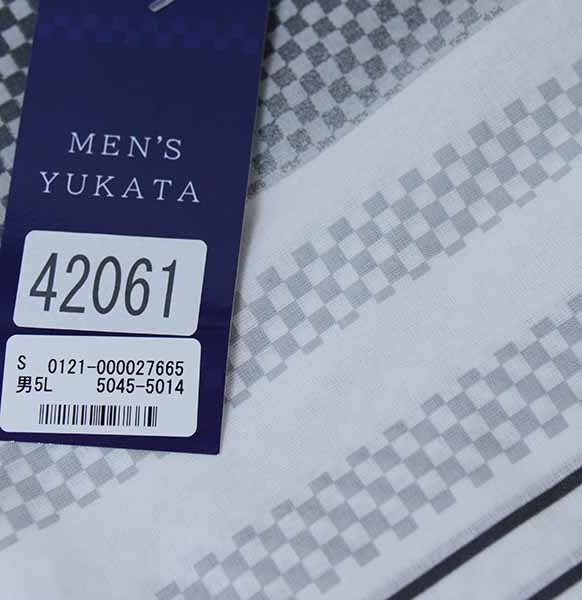 MEN'S
YUKATA
42061
S 0121-000027665
男5L 5045-5014